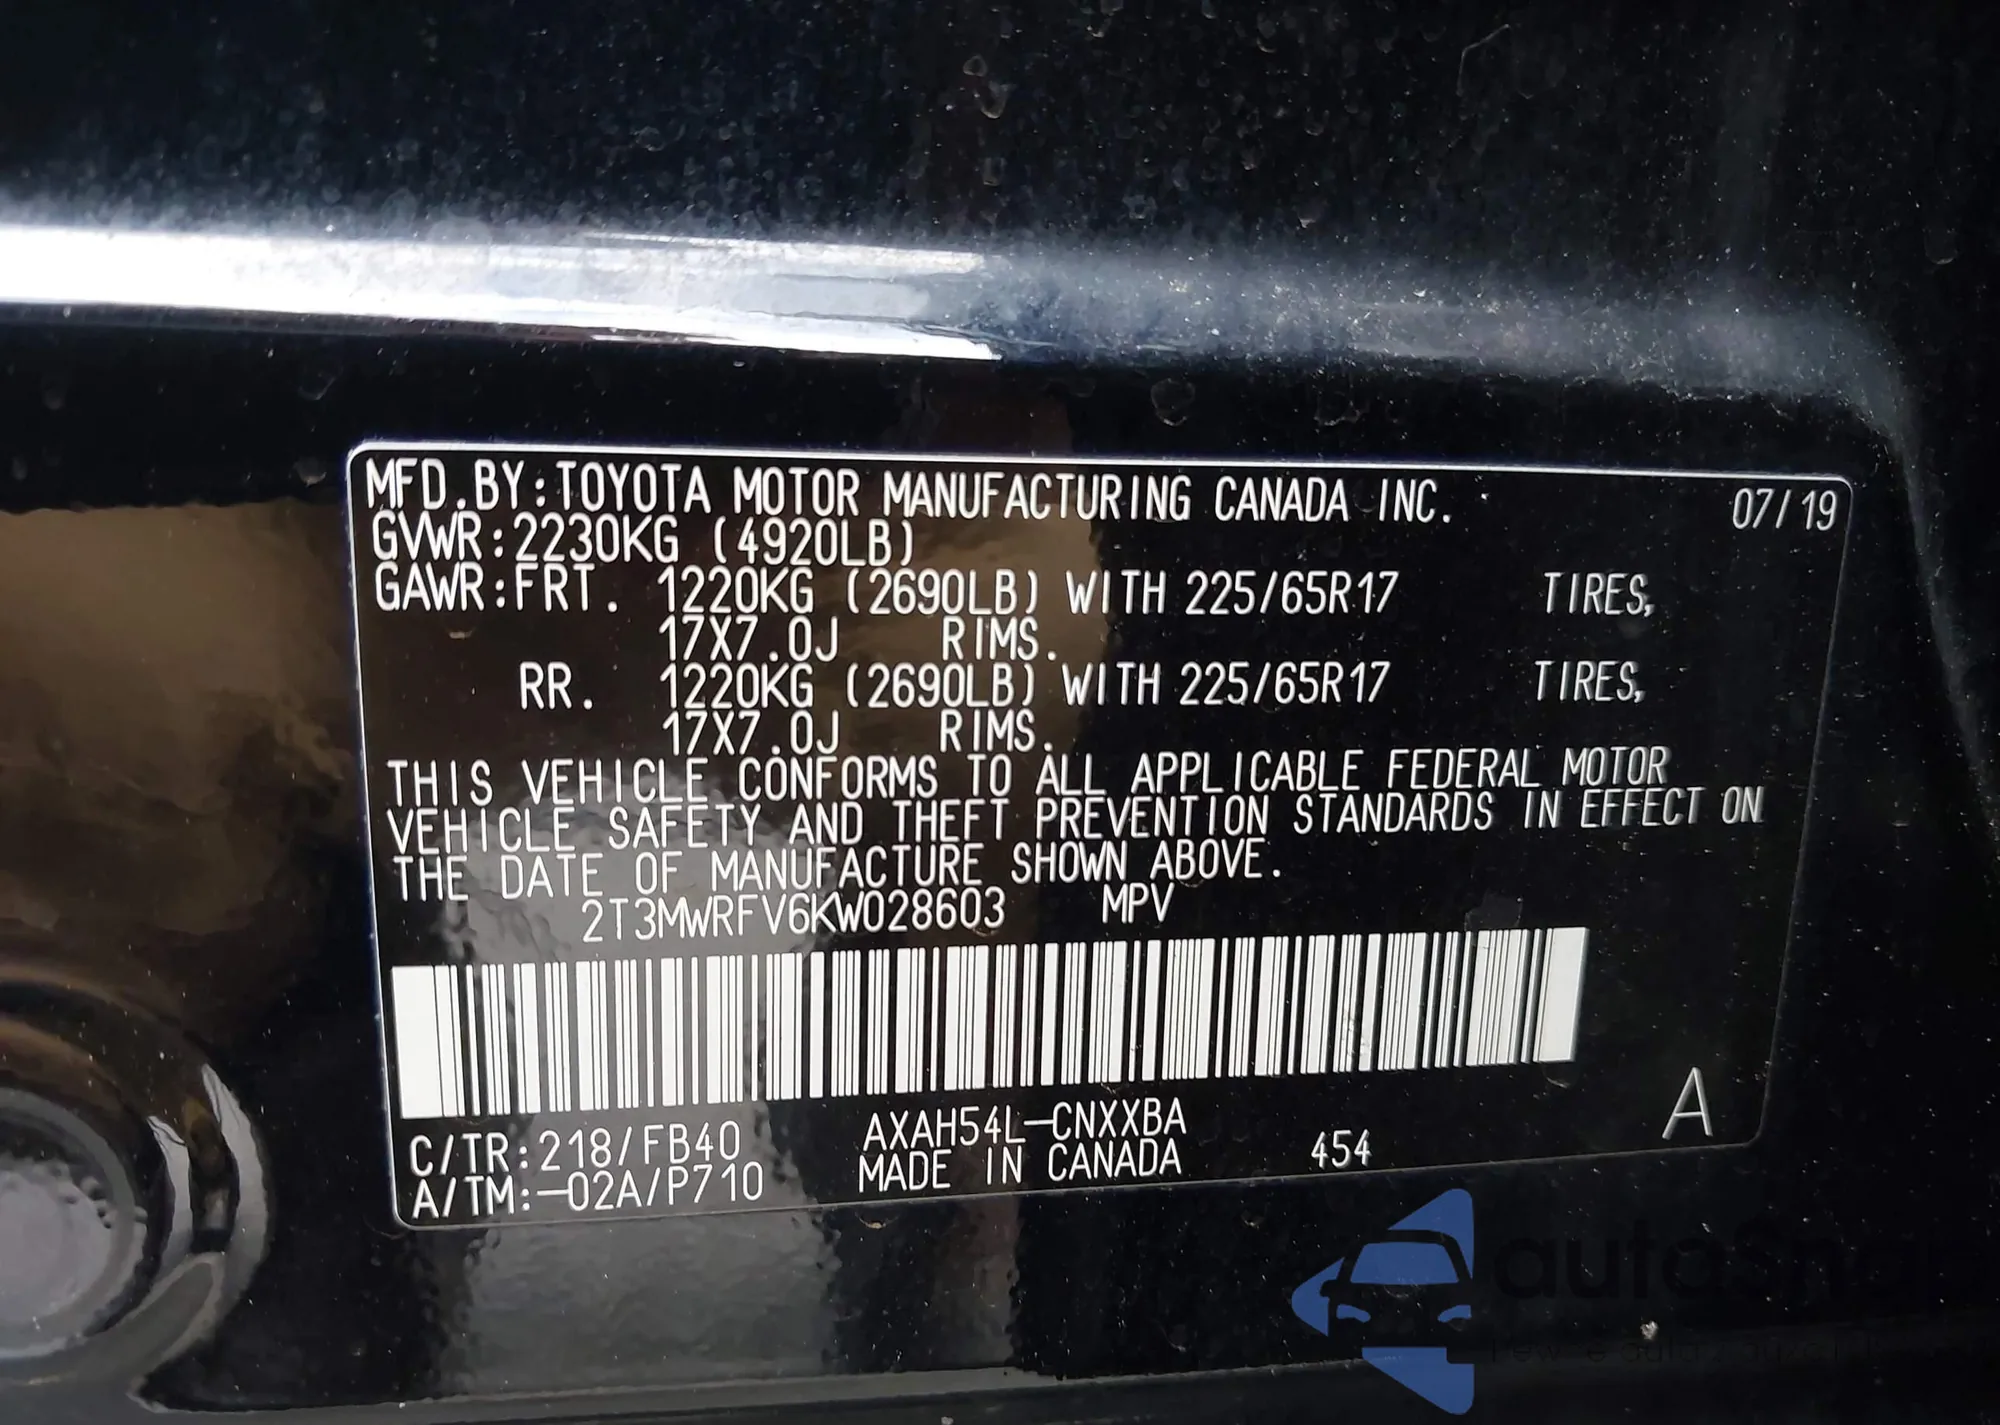 MFD.BY:TOYOTA MOTOR MANUFACTURING CANADA INC. 07/19
GVWR:2230KG (4920LB)
GAWR:FRT. 1220KG (2690LB) WITH 225/65R17 TIRES,
17X7.0J RIMS.
RR. 1220KG (2690LB) WITH 225/65R17 TIRES,
17X7.0J RIMS.
THIS VEHICLE CONFORMS TO ALL APPLICABLE FEDERAL MOTOR
VEHICLE SAFETY AND THEFT PREVENTION STANDARDS IN EFFECT ON
THE DATE OF MANUFACTURE SHOWN ABOVE.
2T3MWRFV6KW028603 MPV
C/TR:218/FB40 AXAH54L-CNXXBA
A/TM:-02A/P710 MADE IN CANADA 454 A